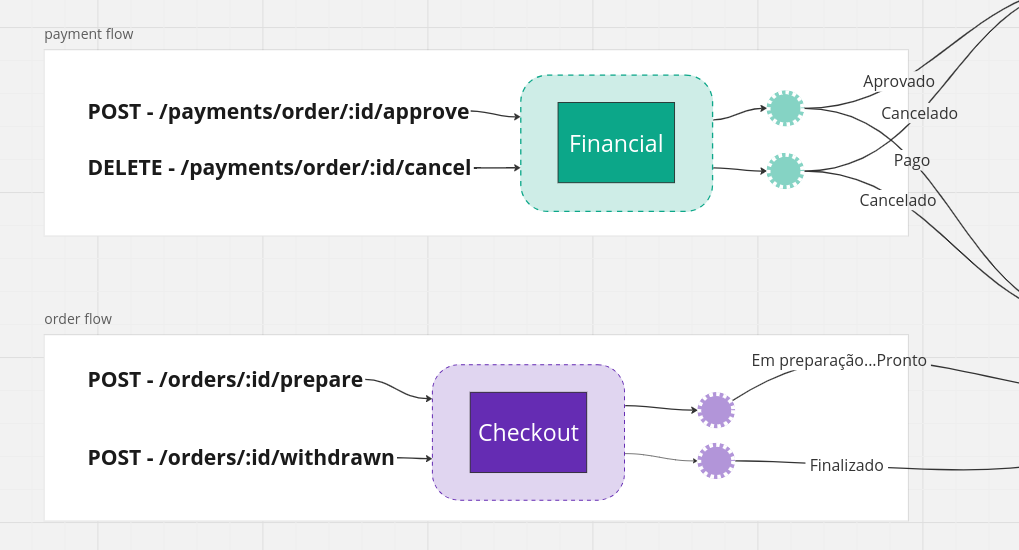 payment flow
POST - /payments/order/:id/approve
DELETE - /payments/order/:id/cancel
Financial
Aprovado
Cancelado
Pago
Cancelado
order flow
POST - /orders/:id/prepare
POST - /orders/:id/withdrawn
Checkout
Em preparação...Pronto
Finalizado